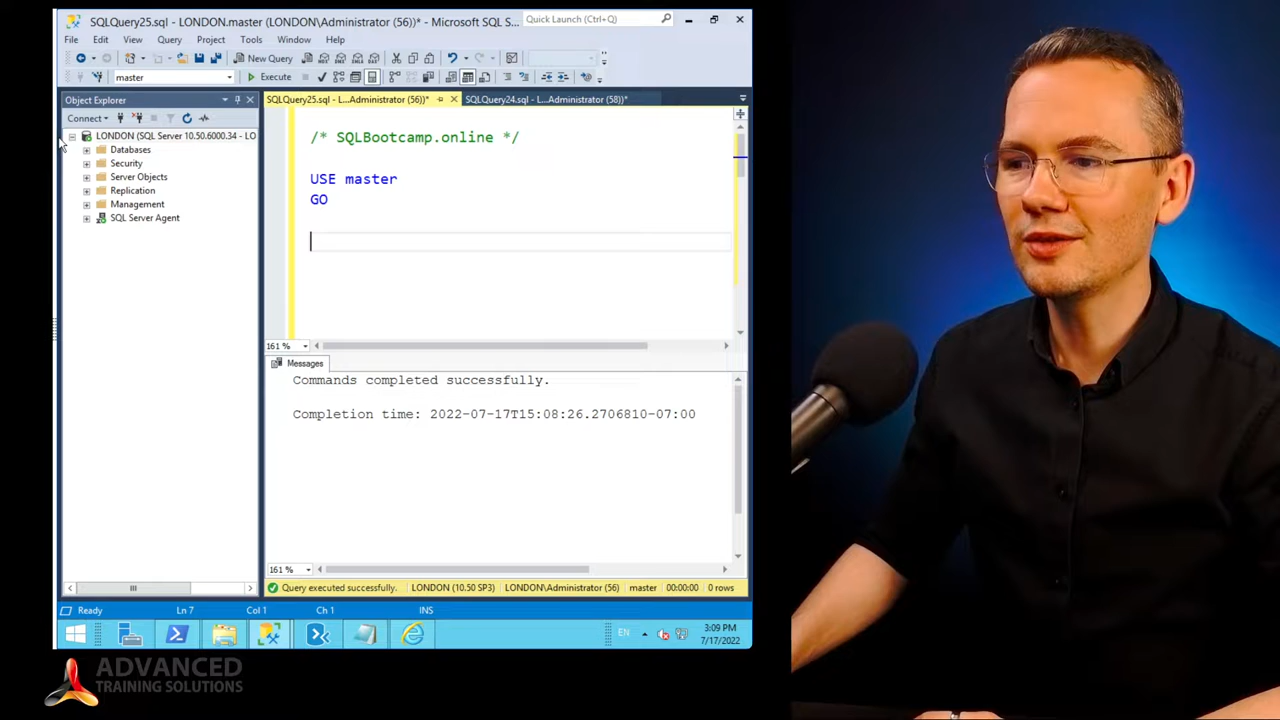 SQLQuery25.sql - LONDON.master (LONDON\Administrator (56))* - Microsoft SQL S...
Quick Launch (Ctrl+Q)
File Edit View Query Project Tools Window Help
New Query
master
Execute
Object Explorer
SQLQuery25.sql - L...Administrator (56))*
SQLQuery24.sql - L...Administrator (58))*
Connect
LONDON (SQL Server 10.50.6000.34 - LO
Databases
Security
Server Objects
Replication
Management
SQL Server Agent
/* SQLBootcamp.online */
USE master
GO
161 %
Messages
Commands completed successfully.
Completion time: 2022-07-17T15:08:26.2706810-07:00
161 %
Query executed successfully. LONDON (10.50 SP3) LONDON\Administrator (56) master 00:00:00 0 rows
Ready Ln 7 Col 1 Ch 1 INS
EN
3:09 PM
7/17/2022
ADVANCED
TRAINING SOLUTIONS